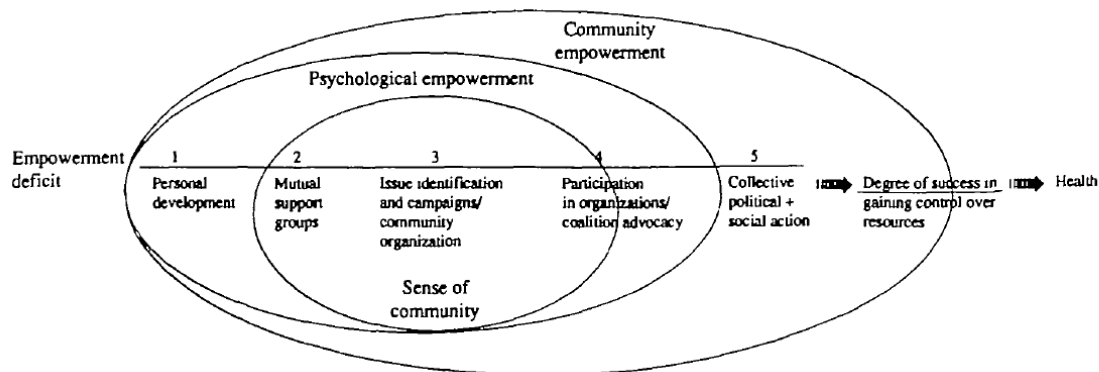 Community
empowerment
Psychological empowerment
Empowerment
deficit
1
2
3
4
5
Personal
development
Mutual
support
groups
Issue identification
and campaigns/
community
organization
Participation
in organizations/
coalition advocacy
Collective
political +
social action
Degree of success in
gaining control over
resources
Health
Sense of
community